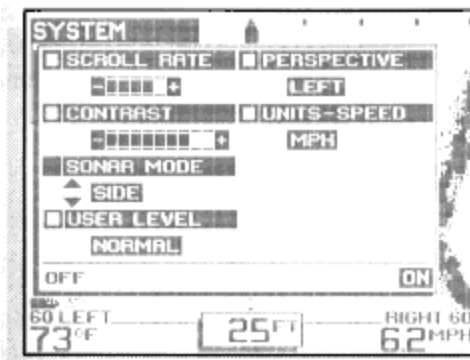 SYSTEM
SCROLL RATE
- +
PERSPECTIVE
LEFT
CONTRAST
- +
UNITS-SPEED
MPH
SONAR MODE
SIDE
USER LEVEL
NORMAL
OFF ON
60 LEFT RIGHT 60
73°F 25FT 6.2MPH